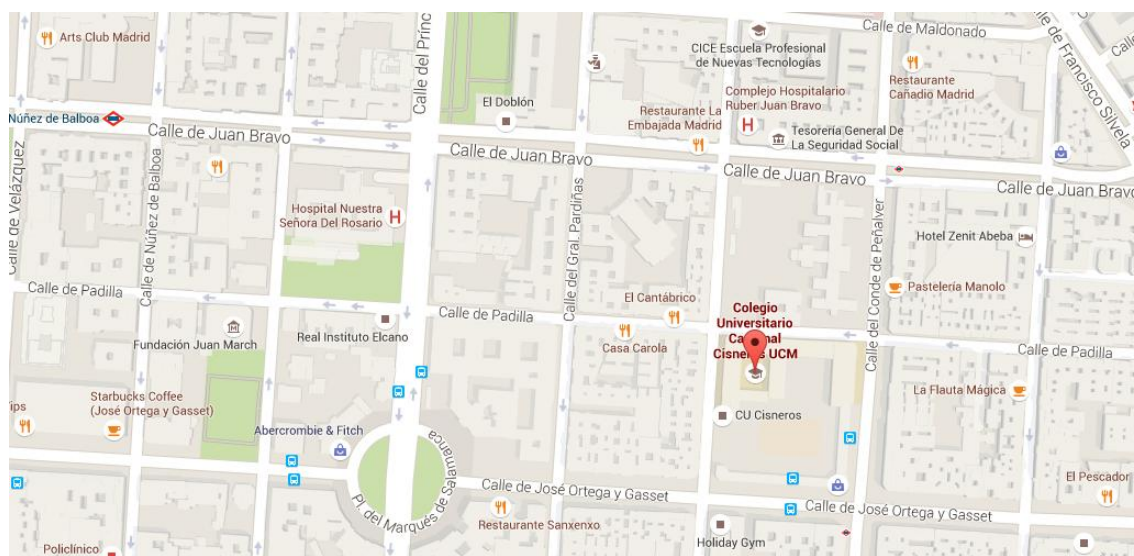 Arts Club Madrid
Calle del Prínc
CICE Escuela Profesional
de Nuevas Tecnologías
Calle de Maldonado
Calle de Francisco Silvela
Calle
Restaurante
Cañadio Madrid
El Doblón
Restaurante La
Embajada Madrid
Complejo Hospitalario
Ruber Juan Bravo
H
Tesorería General De
La Seguridad Social
Núñez de Balboa
Calle de Juan Bravo
Calle de Juan Bravo
Calle de Juan Bravo
Calle de Juan Bravo
Calle de Velázquez
Calle de Núñez de Balboa
Hospital Nuestra
Señora Del Rosario
H
Calle del Gral. Pardiñas
Calle del Conde de Peñalver
Hotel Zenit Abeba
Pastelería Manolo
Calle de Padilla
Calle de Padilla
Calle de Padilla
El Cantábrico
Casa Carola
Colegio
Universitario
Cardenal
Cisneros UCM
Real Instituto Elcano
Fundación Juan March
Starbucks Coffee
(José Ortega y Gasset)
ips
Abercrombie & Fitch
CU Cisneros
La Flauta Mágica
Pl. del Marqués de Salamanca
Calle de José Ortega y Gasset
Calle de José Ortega y Gasset
El Pescador
Restaurante Sanxenxo
Holiday Gym
Policlínico